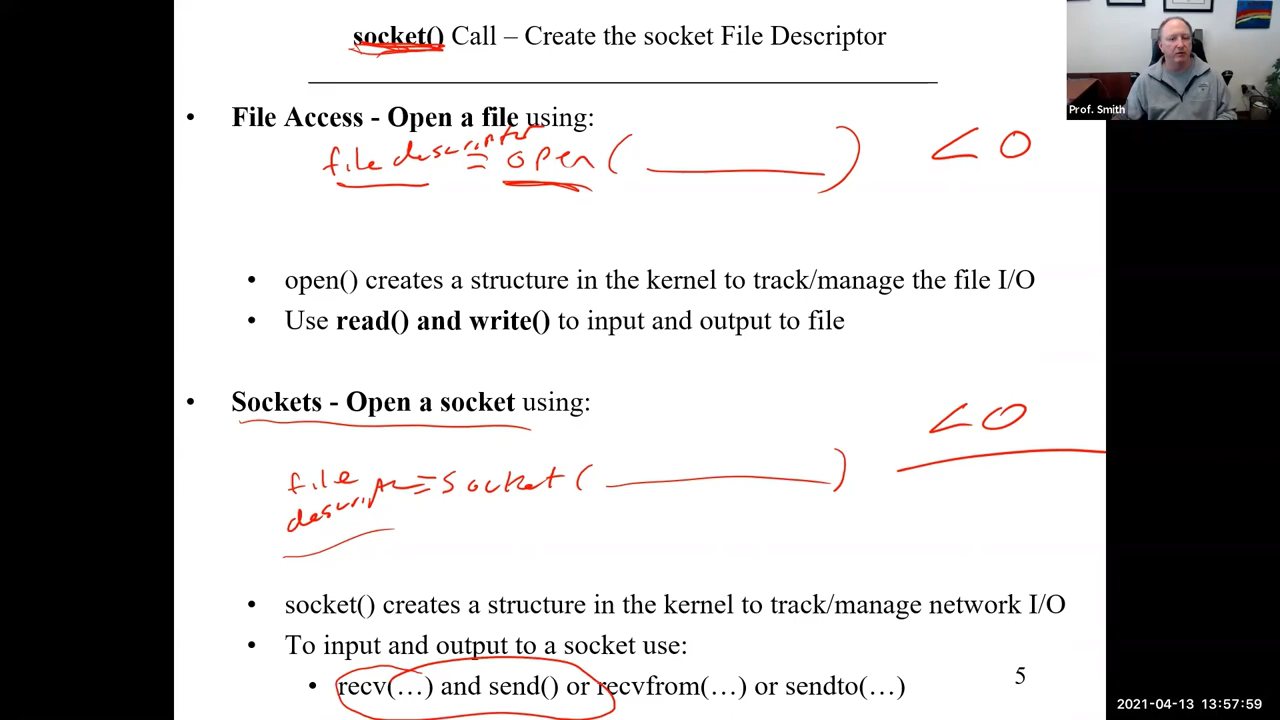 socket() Call – Create the socket File Descriptor
Prof. Smith
• File Access - Open a file using:
file descriptor = open ( ________ ) < 0
• open() creates a structure in the kernel to track/manage the file I/O
• Use read() and write() to input and output to file
• Sockets - Open a socket using:
< 0
file
descriptor = Socket ( ________ )
• socket() creates a structure in the kernel to track/manage network I/O
• To input and output to a socket use:
• recv(…) and send() or recvfrom(…) or sendto(…)
5
2021-04-13 13:57:59